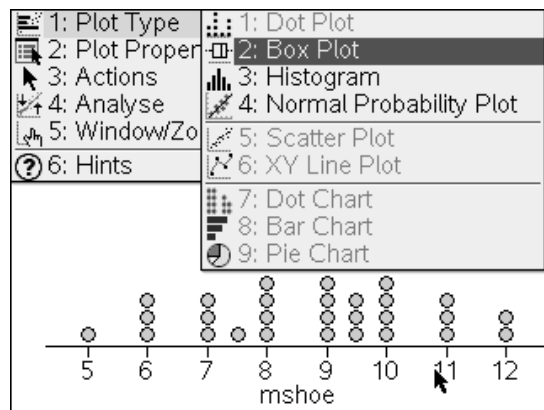 1: Plot Type
2: Plot Proper
3: Actions
4: Analyse
5: Window/Zo
6: Hints
1: Dot Plot
2: Box Plot
3: Histogram
4: Normal Probability Plot
5: Scatter Plot
6: XY Line Plot
7: Dot Chart
8: Bar Chart
9: Pie Chart
5 6 7 8 9 10 11 12
mshoe